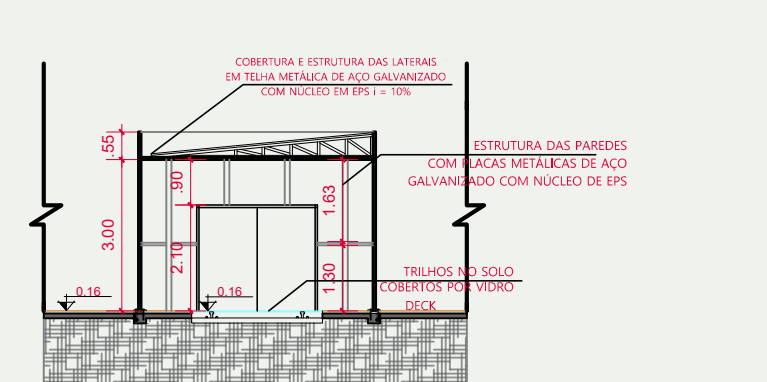 COBERTURA E ESTRUTURA DAS LATERAIS
EM TELHA METÁLICA DE AÇO GALVANIZADO
COM NÚCLEO EM EPS i = 10%
.55
ESTRUTURA DAS PAREDES
COM PLACAS METÁLICAS DE AÇO
GALVANIZADO COM NÚCLEO DE EPS
.90
1.63
3.00
2.10
1.30
TRILHOS NO SOLO
COBERTOS POR VIDRO
DECK
0.16
0.16